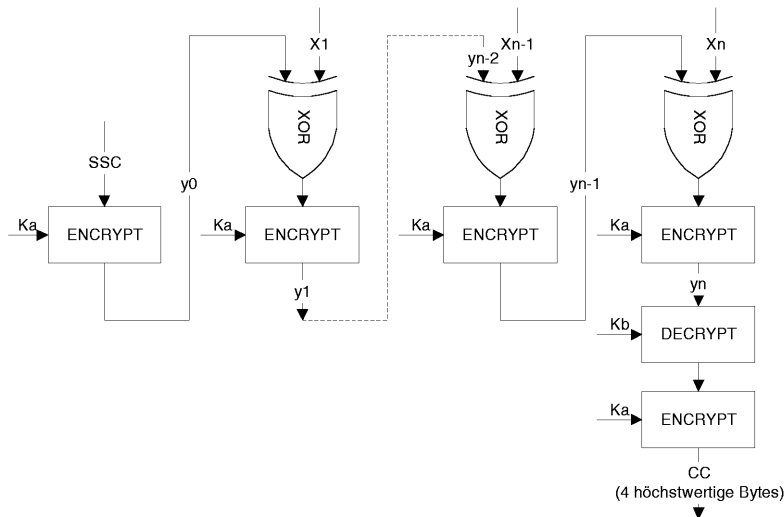 X1
Xn-1
Xn
yn-2
XOR
XOR
XOR
SSC
y0
yn-1
Ka
ENCRYPT
Ka
ENCRYPT
Ka
ENCRYPT
Ka
ENCRYPT
y1
yn
Kb
DECRYPT
Ka
ENCRYPT
CC
(4 höchstwertige Bytes)